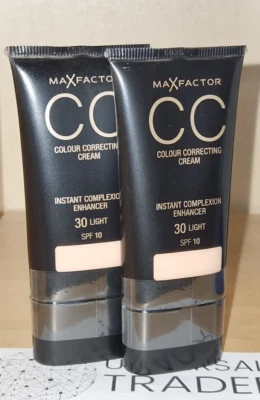 MAXFACTOR
CC
COLOUR CORRECTING
CREAM
INSTANT COMPLEXION
ENHANCER
30 LIGHT
SPF 10
MAXFACTOR
CC
COLOUR CORRECTING
CREAM
INSTANT COMPLEXION
ENHANCER
30 LIGHT
SPF 10
TRADE